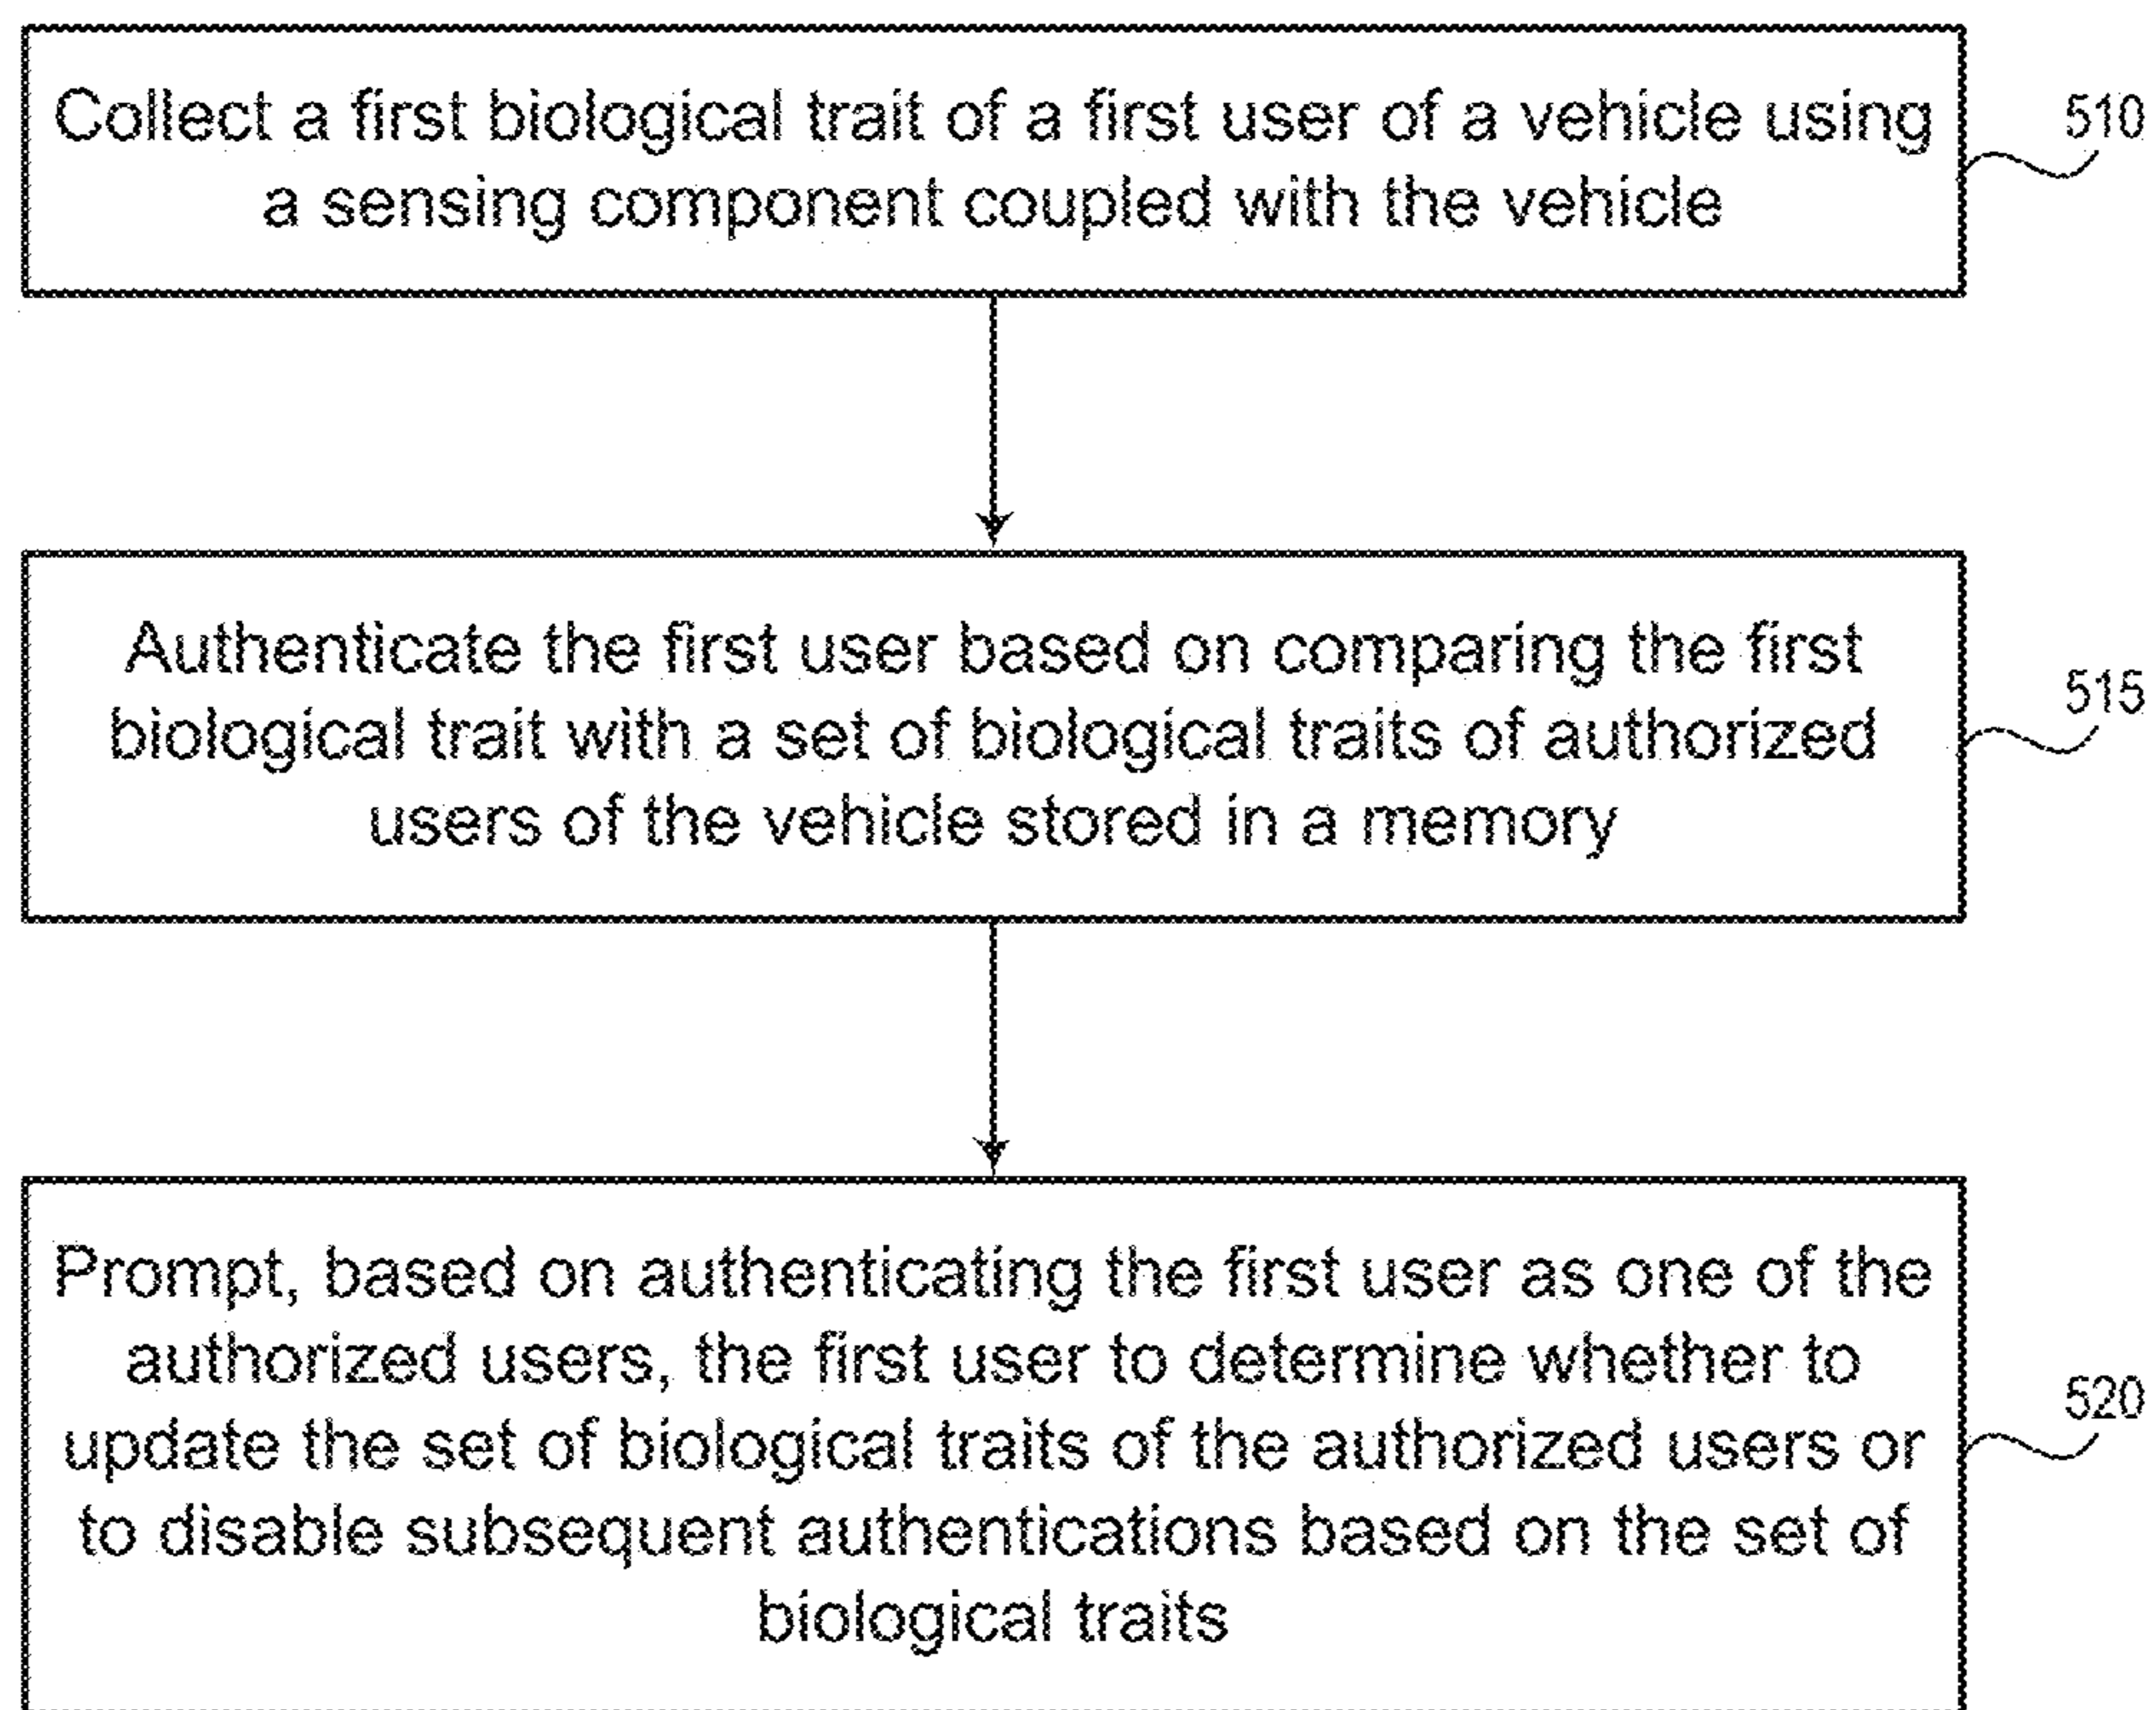 Collect a first biological trait of a first user of a vehicle using
a sensing component coupled with the vehicle
510
Authenticate the first user based on comparing the first
biological trait with a set of biological traits of authorized
users of the vehicle stored in a memory
515
Prompt, based on authenticating the first user as one of the
authorized users, the first user to determine whether to
update the set of biological traits of the authorized users or
to disable subsequent authentications based on the set of
biological traits
520